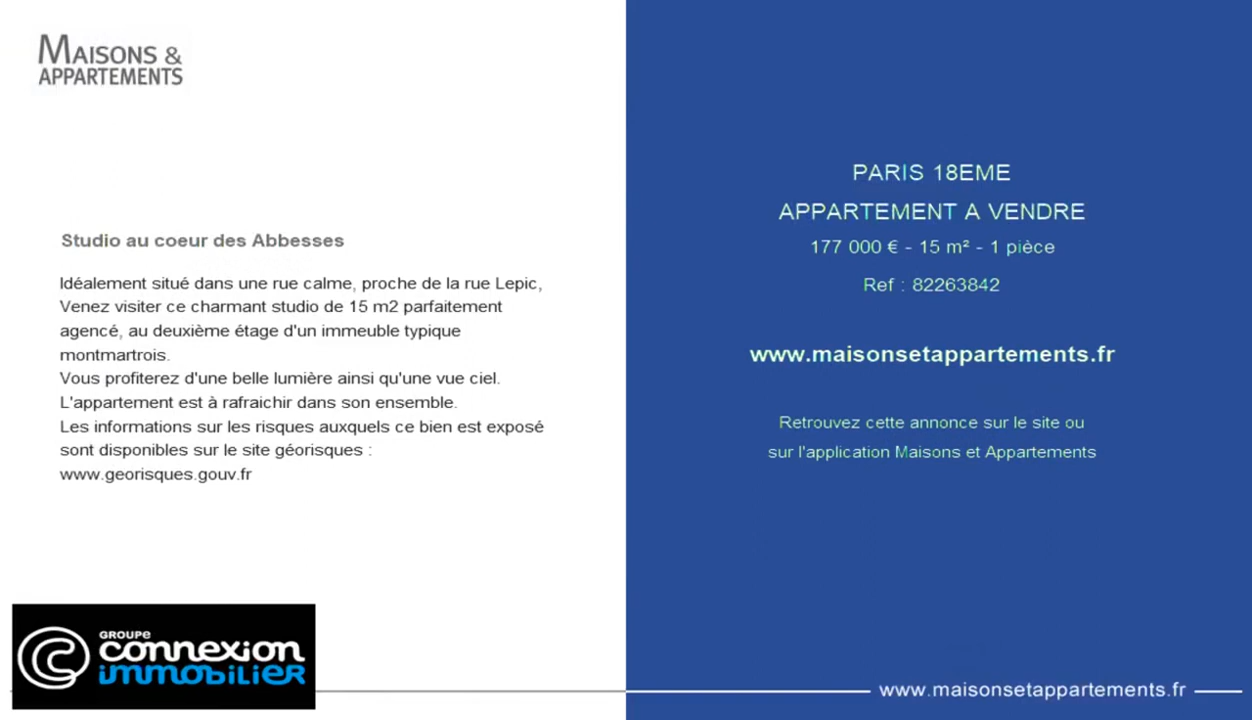 MAISONS &
APPARTEMENTS
Studio au coeur des Abbesses
Idéalement situé dans une rue calme, proche de la rue Lepic,
Venez visiter ce charmant studio de 15 m2 parfaitement
agencé, au deuxième étage d'un immeuble typique
montmartrois.
Vous profiterez d'une belle lumière ainsi qu'une vue ciel.
L'appartement est à rafraichir dans son ensemble.
Les informations sur les risques auxquels ce bien est exposé
sont disponibles sur le site géorisques :
www.georisques.gouv.fr
GROUPE
connexion
immobilier
PARIS 18EME
APPARTEMENT A VENDRE
177 000 € - 15 m² - 1 pièce
Ref : 82263842
www.maisonsetappartements.fr
Retrouvez cette annonce sur le site ou
sur l'application Maisons et Appartements
www.maisonsetappartements.fr